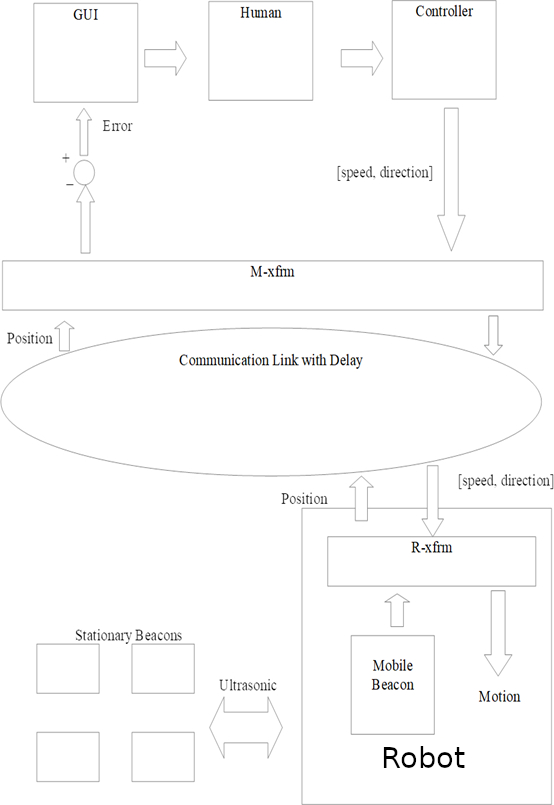 GUI
Human
Controller
Error
+
−
[speed, direction]
M-xfrm
Position
Communication Link with Delay
Position
[speed, direction]
R-xfrm
Stationary Beacons
Ultrasonic
Mobile
Beacon
Motion
Robot